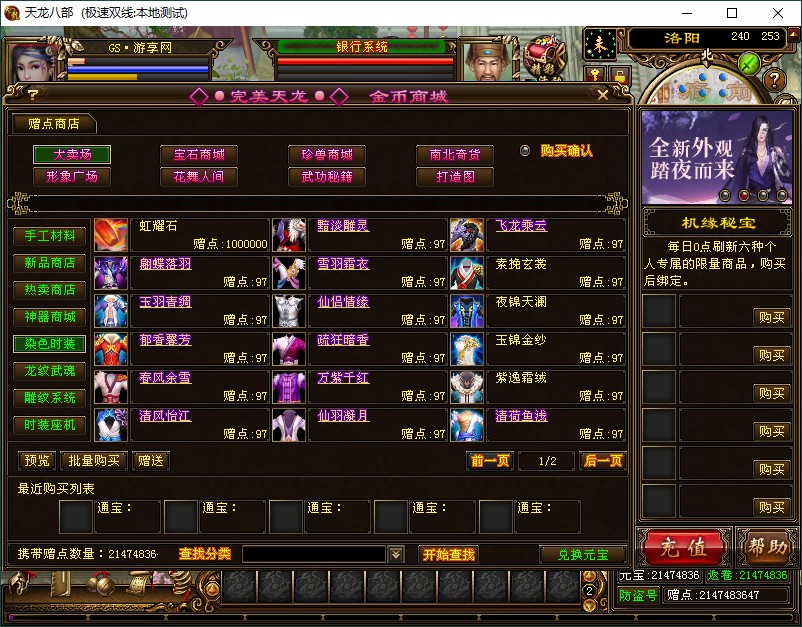 天龙八部 (极速双线:本地测试)
GS·游享网
银行系统
精彩
未
洛阳 240 253
北
?
? 完美天龙 金币商城
赠点商店
大卖场 宝石商城 珍兽商城 南北奇货 购买确认
形象广场 花舞人间 武功秘籍 打造图
全新外观
踏夜而来
手工材料
新品商店
热卖商店
神器商城
染色时装
龙纹武魂
雕纹系统
时装座机
虹耀石 赠点:1000000
黯淡雕灵 赠点:97
飞龙乘云 赠点:97
翩蝶落羽 赠点:97
雪羽霜衣 赠点:97
索挽玄裳 赠点:97
玉羽青绸 赠点:97
仙侣情缘 赠点:97
夜锦天澜 赠点:97
郁香馨芳 赠点:97
疏狂暗香 赠点:97
玉锦金纱 赠点:97
春风余雪 赠点:97
万紫千红 赠点:97
紫逸霜绒 赠点:97
清风怡江 赠点:97
仙羽凝月 赠点:97
清荷鱼浅 赠点:97
机缘秘宝
每日0点刷新六种个
人专属的限量商品，购买
后绑定。
购买
购买
购买
购买
购买
购买
预览 批量购买 赠送 前一页 1/2 后一页
最近购买列表
通宝: 通宝: 通宝: 通宝: 通宝:
携带赠点数量:21474836 查找分类 开始查找 兑换元宝
充值 帮助
元宝:21474836 返卷:21474836
防盗号 赠点:2147483647
2